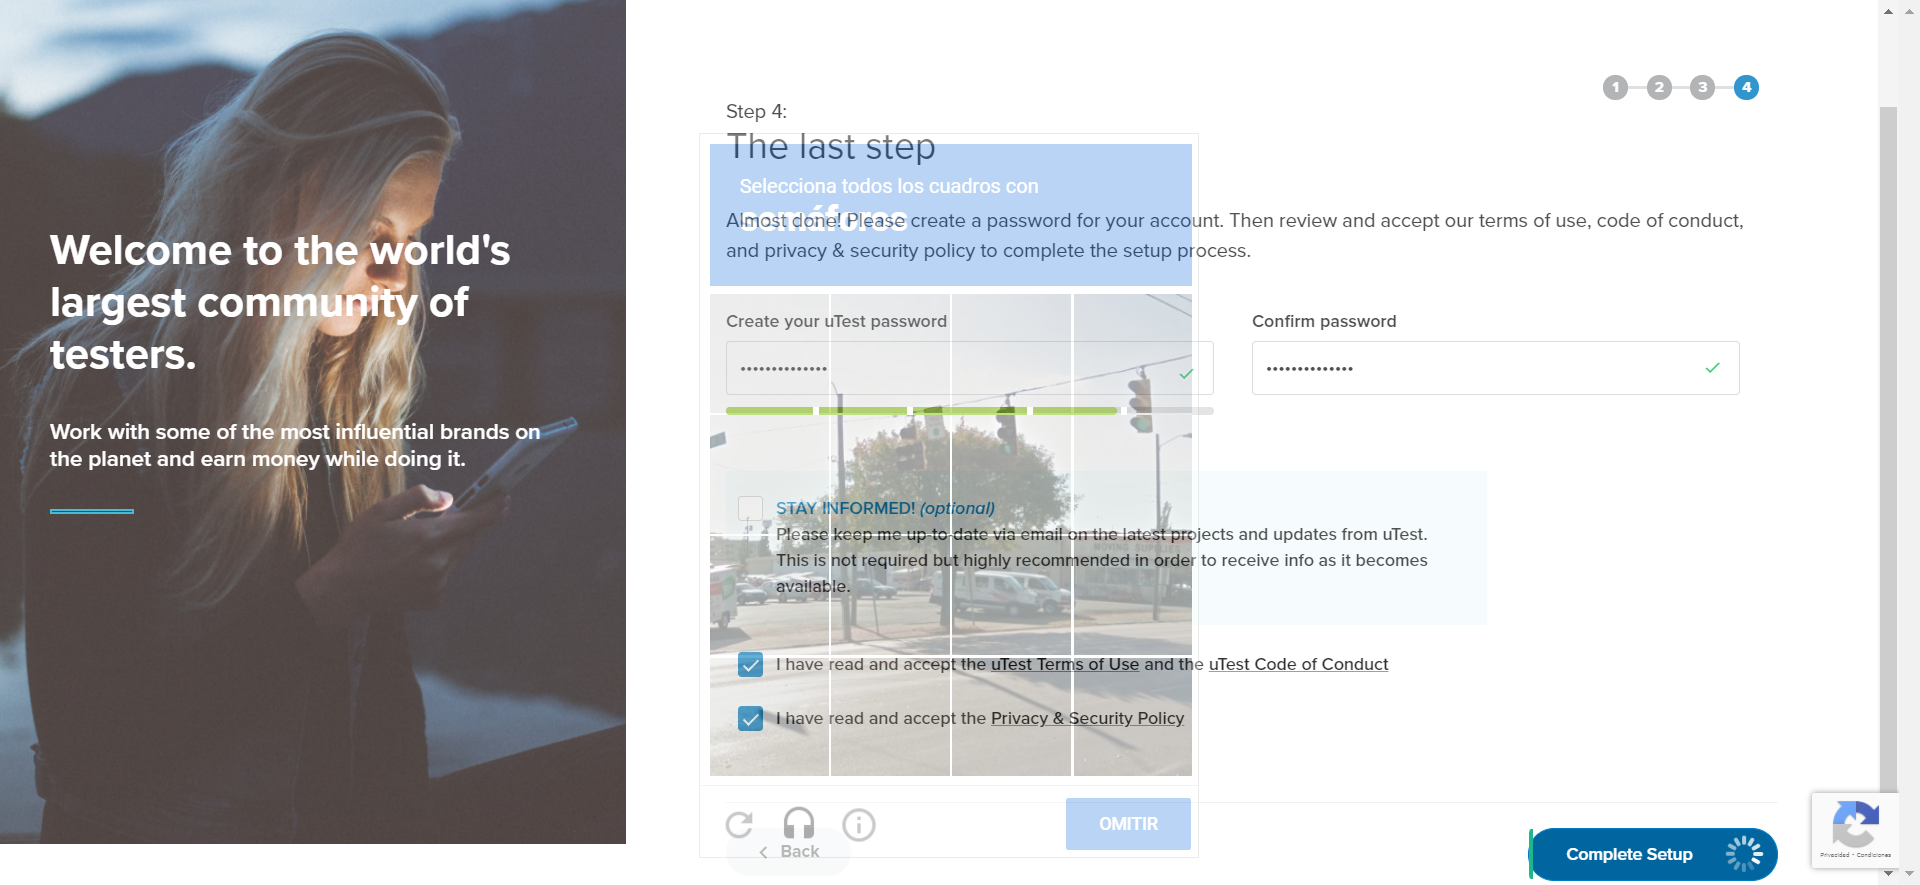 Welcome to the world's
largest community of
testers.
Work with some of the most influential brands on
the planet and earn money while doing it.
1 2 3 4
Step 4:
The last step
Selecciona todos los cuadros con
semáforos
Almost done! Please create a password for your account. Then review and accept our terms of use, code of conduct,
and privacy & security policy to complete the setup process.
Create your uTest password
Confirm password
••••••••••••••
••••••••••••••
STAY INFORMED! (optional)
Please keep me up-to-date via email on the latest projects and updates from uTest.
This is not required but highly recommended in order to receive info as it becomes
available.
MOVING SUPPLIES
I have read and accept the uTest Terms of Use and the uTest Code of Conduct
I have read and accept the Privacy & Security Policy
OMITIR
Back
Complete Setup
Privacidad - Condiciones